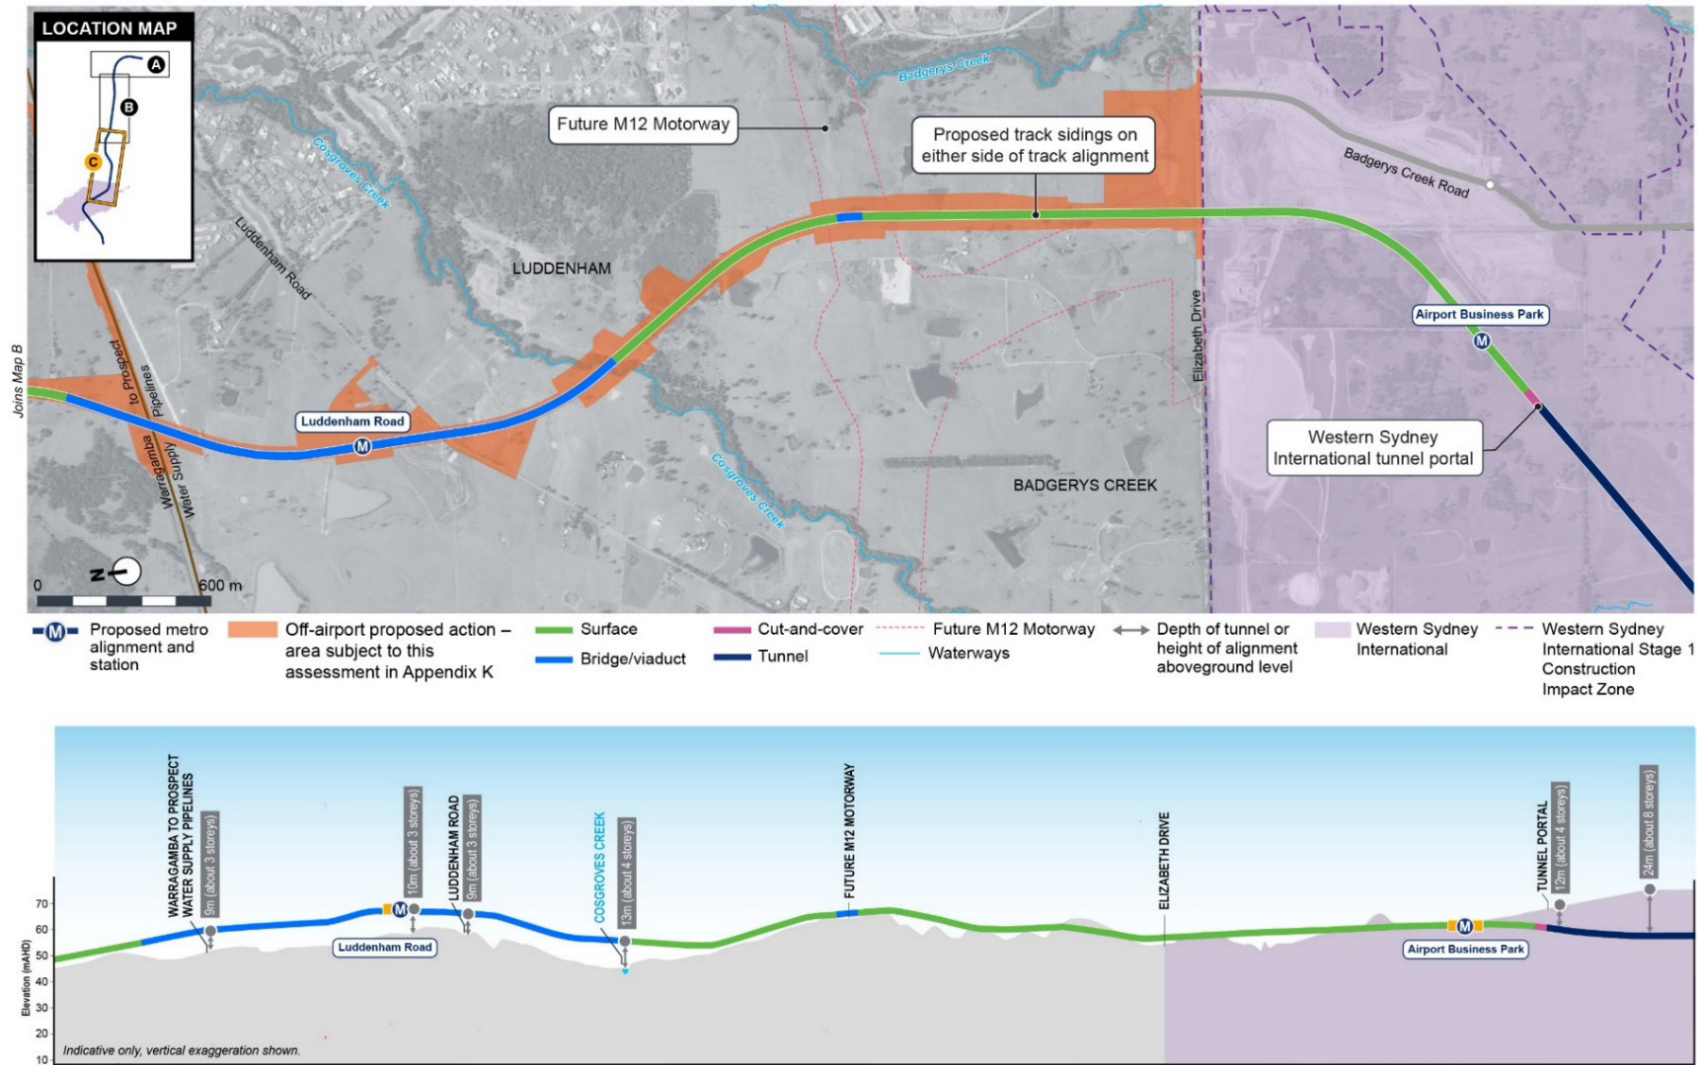 LOCATION MAP
A
B
C
Joins Map B
Future M12 Motorway
Proposed track sidings on
either side of track alignment
Badgerys Creek
Badgerys Creek Road
Cosgroves Creek
Luddenham Road
LUDDENHAM
Airport Business Park
M
Elizabeth Drive
Warragamba to Prospect
Water Supply Pipelines
Luddenham Road
M
Western Sydney
International tunnel portal
Cosgroves Creek
BADGERYS CREEK
N
0 600 m
M
Proposed metro
alignment and
station
Off-airport proposed action –
area subject to this
assessment in Appendix K
Surface
Bridge/viaduct
Cut-and-cover
Tunnel
Future M12 Motorway
Waterways
Depth of tunnel or
height of alignment
aboveground level
Western Sydney
International
Western Sydney
International Stage 1
Construction
Impact Zone
WARRAGAMBA TO PROSPECT
WATER SUPPLY PIPELINES
9m (about 3 storeys)
10m (about 3 storeys)
LUDDENHAM ROAD
9m (about 3 storeys)
COSGROVES CREEK
13m (about 4 storeys)
FUTURE M12 MOTORWAY
ELIZABETH DRIVE
TUNNEL PORTAL
12m (about 4 storeys)
24m (about 8 storeys)
M
Luddenham Road
M
Airport Business Park
Elevation (mAHD)
70
60
50
40
30
20
10
Indicative only, vertical exaggeration shown.